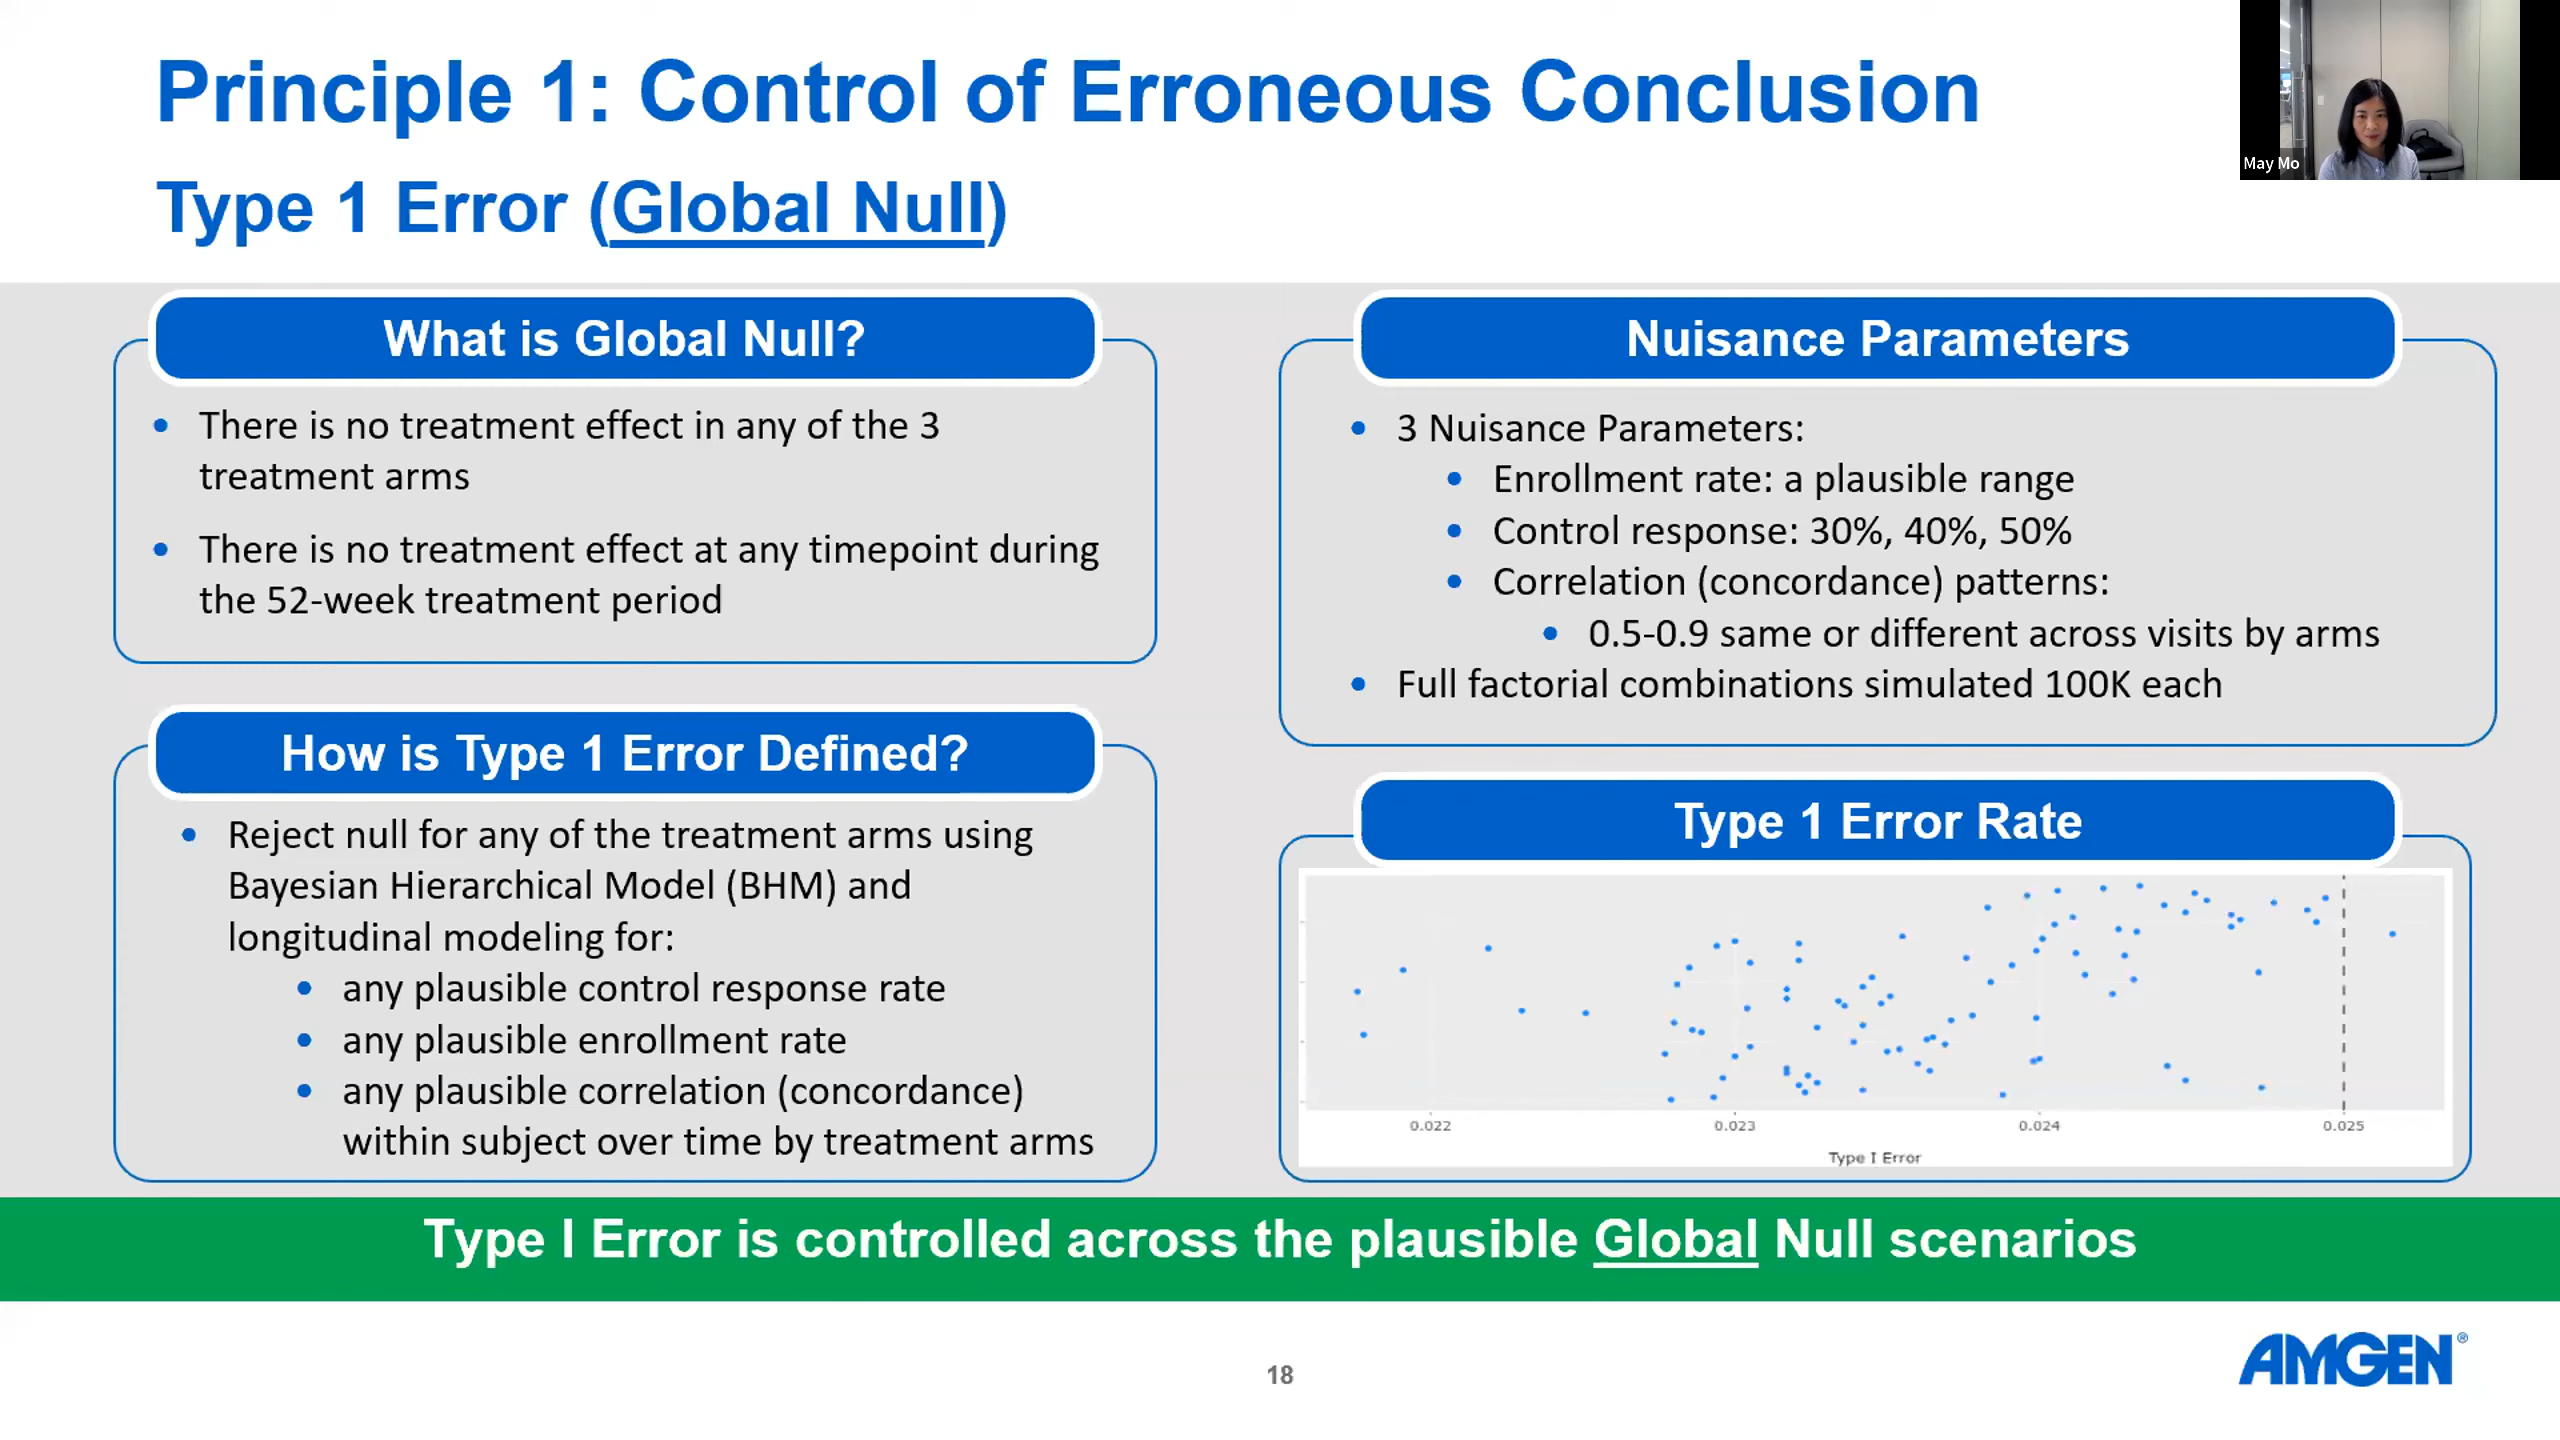 Principle 1: Control of Erroneous Conclusion
Type 1 Error (Global Null)
May Mo
What is Global Null?
• There is no treatment effect in any of the 3
treatment arms
• There is no treatment effect at any timepoint during
the 52-week treatment period
How is Type 1 Error Defined?
• Reject null for any of the treatment arms using
Bayesian Hierarchical Model (BHM) and
longitudinal modeling for:
• any plausible control response rate
• any plausible enrollment rate
• any plausible correlation (concordance)
within subject over time by treatment arms
Nuisance Parameters
• 3 Nuisance Parameters:
• Enrollment rate: a plausible range
• Control response: 30%, 40%, 50%
• Correlation (concordance) patterns:
• 0.5-0.9 same or different across visits by arms
• Full factorial combinations simulated 100K each
Type 1 Error Rate
0.022 0.023 0.024 0.025
Type I Error
Type I Error is controlled across the plausible Global Null scenarios
18
AMGEN®